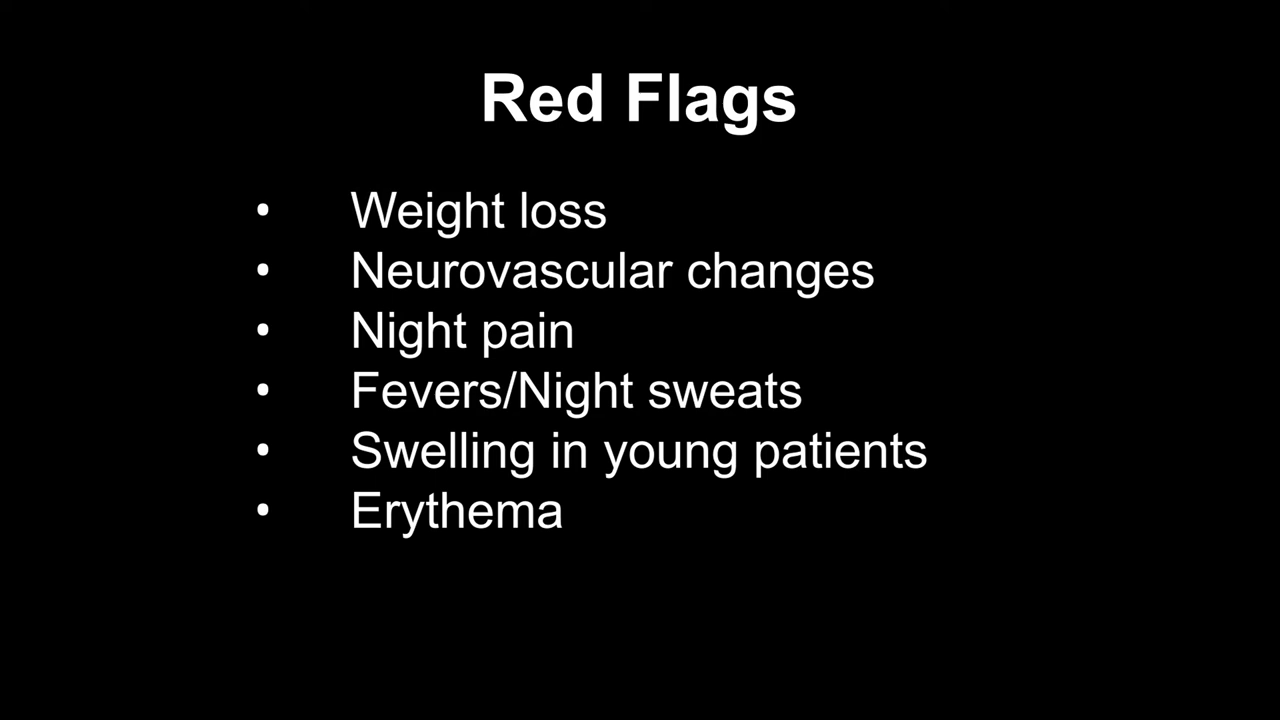 Red Flags
• Weight loss
• Neurovascular changes
• Night pain
• Fevers/Night sweats
• Swelling in young patients
• Erythema